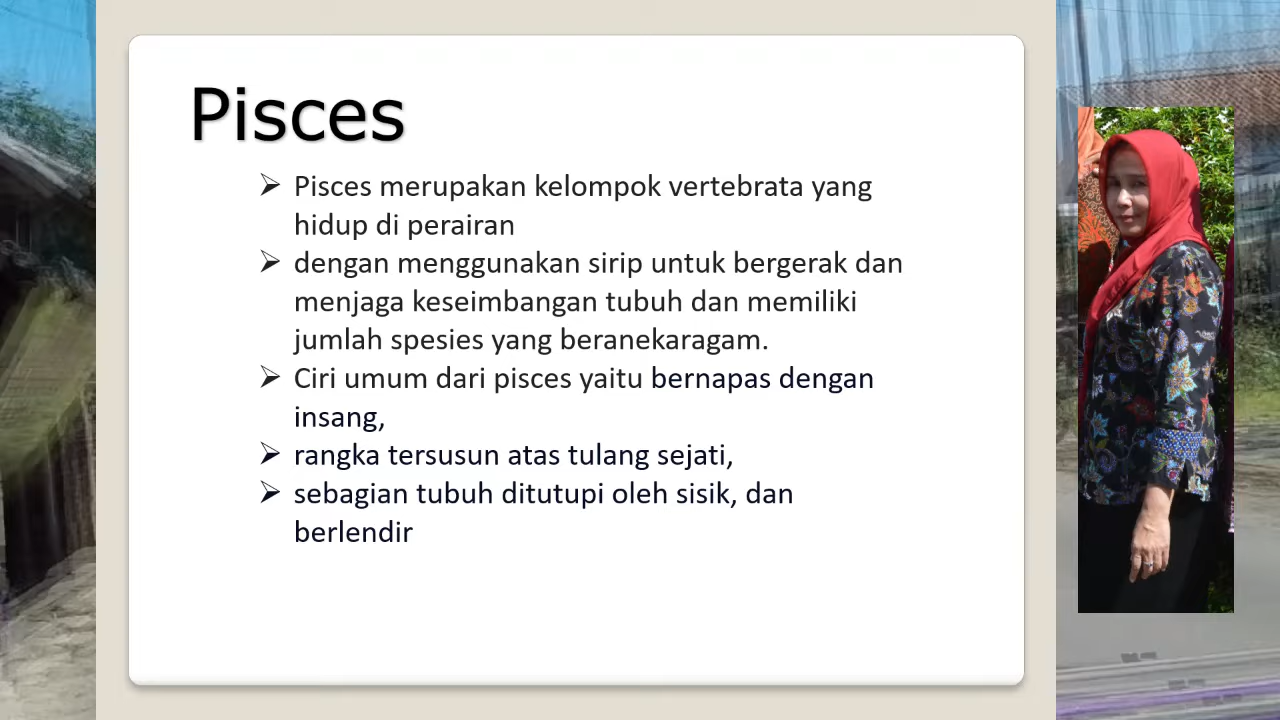 Pisces
➢ Pisces merupakan kelompok vertebrata yang
hidup di perairan
➢ dengan menggunakan sirip untuk bergerak dan
menjaga keseimbangan tubuh dan memiliki
jumlah spesies yang beranekaragam.
➢ Ciri umum dari pisces yaitu bernapas dengan
insang,
➢ rangka tersusun atas tulang sejati,
➢ sebagian tubuh ditutupi oleh sisik, dan
berlendir